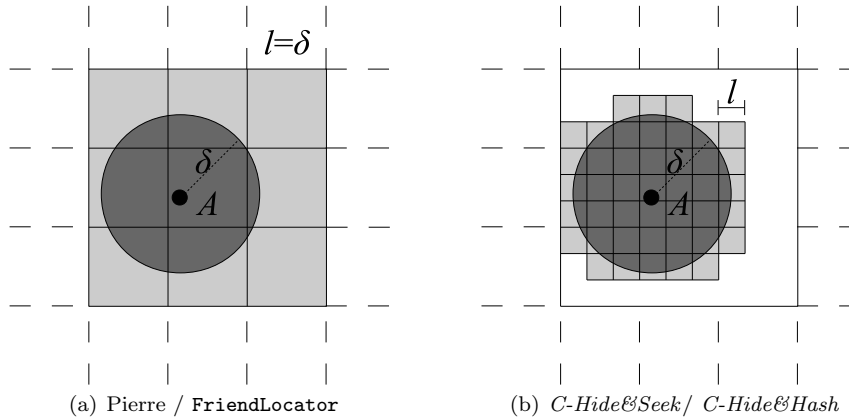 l=δ
δ
A
l
δ
A
(a) Pierre / FriendLocator
(b) C-Hide&Seek/ C-Hide&Hash